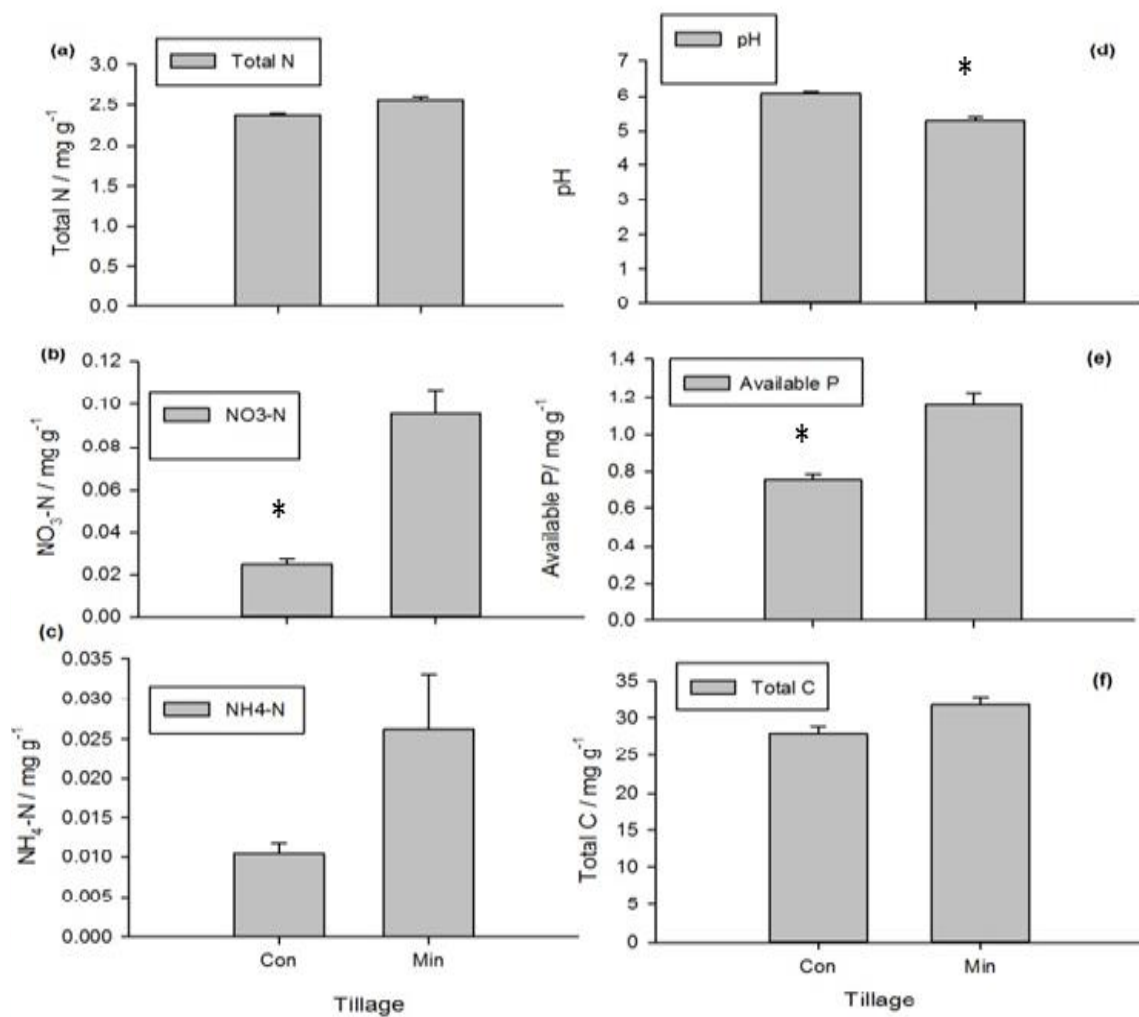 (a)
Total N
3.0
2.5
2.0
1.5
1.0
0.5
0.0
Total N / mg g⁻¹
(d)
pH
7
6
5
4
3
2
1
0
pH
*
(b)
NO3-N
0.12
0.10
0.08
0.06
0.04
0.02
0.00
NO₃-N / mg g⁻¹
*
(e)
Available P
1.4
1.2
1.0
0.8
0.6
0.4
0.2
0.0
Available P/ mg g⁻¹
*
(c)
NH4-N
0.035
0.030
0.025
0.020
0.015
0.010
0.005
0.000
NH₄-N / mg g⁻¹
Con Min
Tillage
(f)
Total C
35
30
25
20
15
10
5
0
Total C / mg g⁻¹
Con Min
Tillage